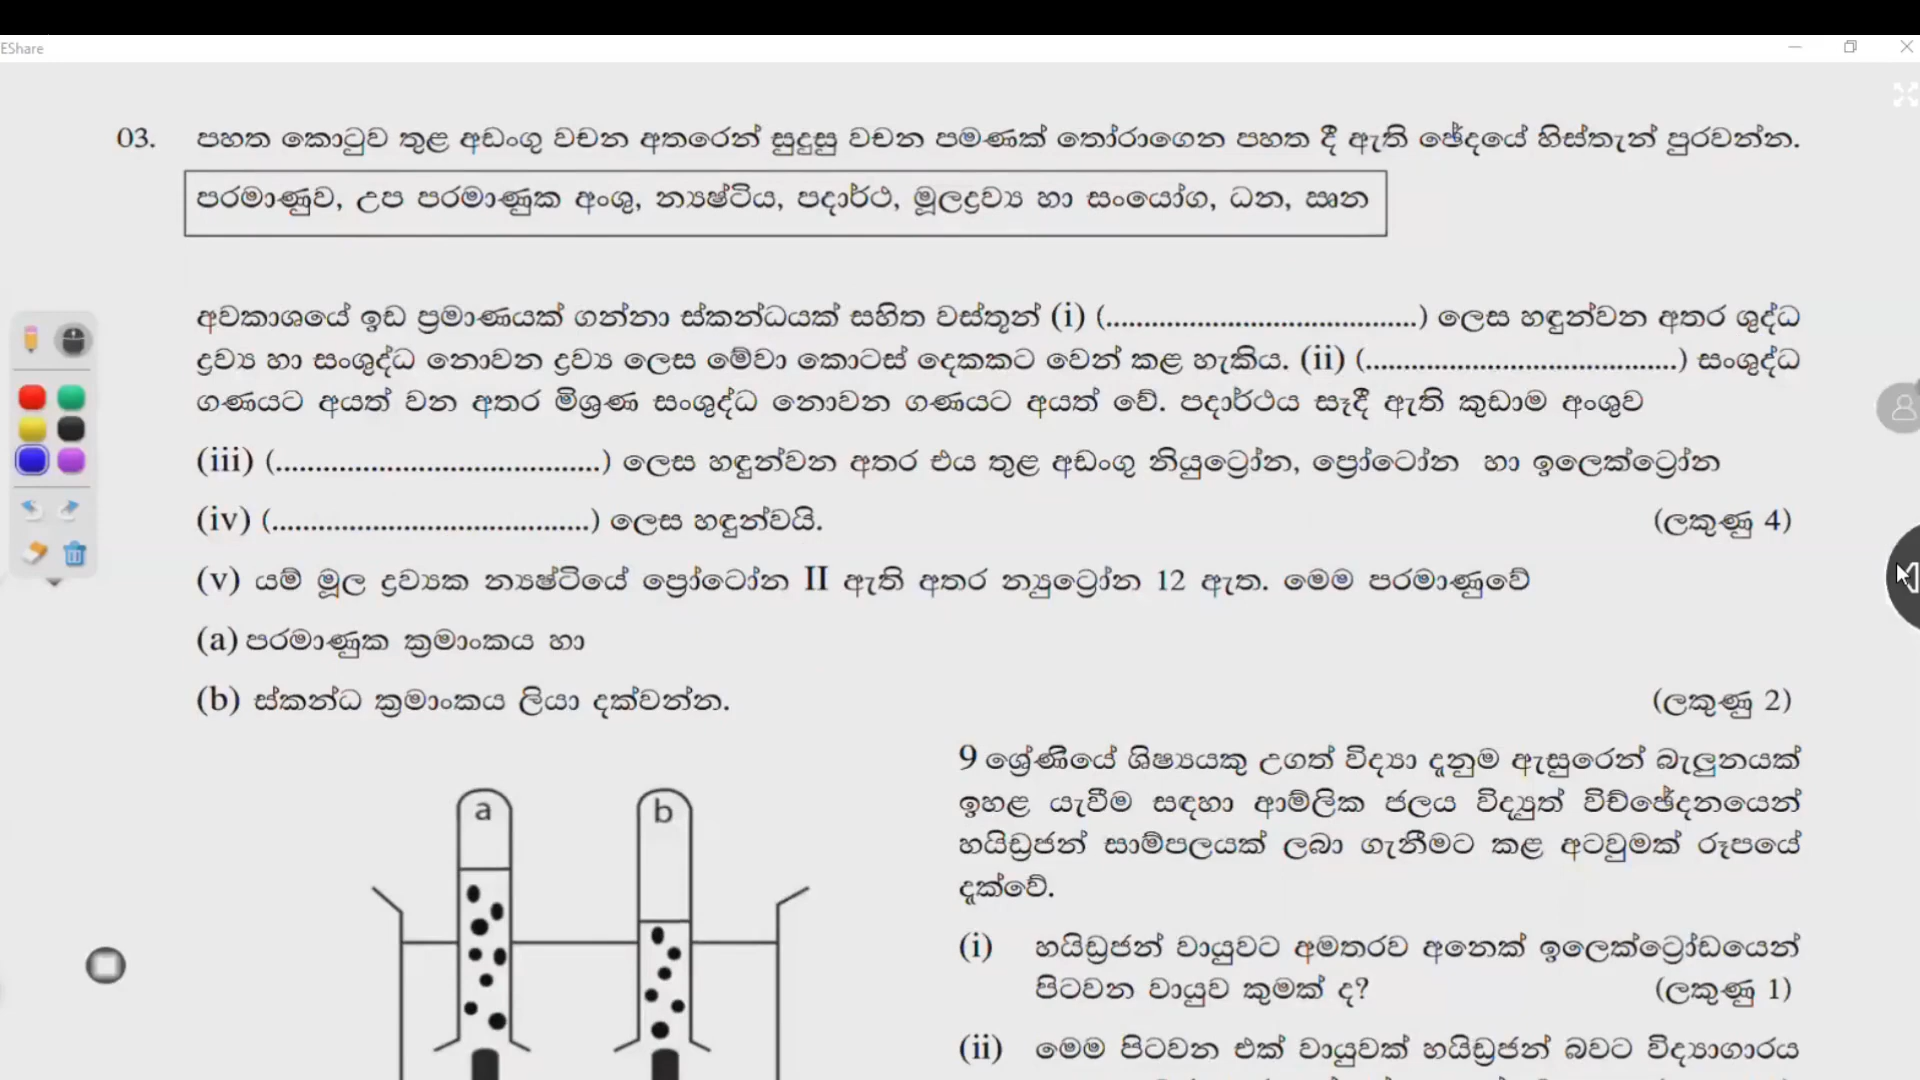 EShare
03. පහත කොටුව තුළ අඩංගු වචන අතරෙන් සුදුසු වචන පමණක් තෝරාගෙන පහත දී ඇති ඡේදයේ හිස්තැන් පුරවන්න.
පරමාණුව, උප පරමාණුක අංශු, න්‍යෂ්ටිය, පදාර්ථ, මූලද්‍රව්‍ය හා සංයෝග, ධන, ඍන
අවකාශයේ ඉඩ ප්‍රමාණයක් ගන්නා ස්කන්ධයක් සහිත වස්තූන් (i) (.........................................) ලෙස හඳුන්වන අතර ශුද්ධ
ද්‍රව්‍ය හා සංශුද්ධ නොවන ද්‍රව්‍ය ලෙස මේවා කොටස් දෙකකට වෙන් කළ හැකිය. (ii) (.........................................) සංශුද්ධ
ගණයට අයත් වන අතර මිශ්‍රණ සංශුද්ධ නොවන ගණයට අයත් වේ. පදාර්ථය සෑදී ඇති කුඩාම අංශුව
(iii) (..........................................) ලෙස හඳුන්වන අතර එය තුළ අඩංගු නියුට්‍රෝන, ප්‍රෝටෝන හා ඉලෙක්ට්‍රෝන
(iv) (.........................................) ලෙස හඳුන්වයි. (ලකුණු 4)
(v) යම් මූල ද්‍රව්‍යක න්‍යෂ්ටියේ ප්‍රෝටෝන II ඇති අතර න්‍යුට්‍රෝන 12 ඇත. මෙම පරමාණුවේ
(a) පරමාණුක ක්‍රමාංකය හා
(b) ස්කන්ධ ක්‍රමාංකය ලියා දක්වන්න. (ලකුණු 2)
a b
9 ශ්‍රේණියේ ශිෂ්‍යයකු උගත් විද්‍යා දැනුම ඇසුරෙන් බැලුනයක්
ඉහළ යැවීම සඳහා ආම්ලික ජලය විද්‍යුත් විච්ඡේදනයෙන්
හයිඩ්‍රජන් සාම්පලයක් ලබා ගැනීමට කළ අටවුමක් රූපයේ
දැක්වේ.
(i) හයිඩ්‍රජන් වායුවට අමතරව අනෙක් ඉලෙක්ට්‍රෝඩයෙන්
පිටවන වායුව කුමක් ද? (ලකුණු 1)
(ii) මෙම පිටවන එක් වායුවක් හයිඩ්‍රජන් බවට විද්‍යාගාරය